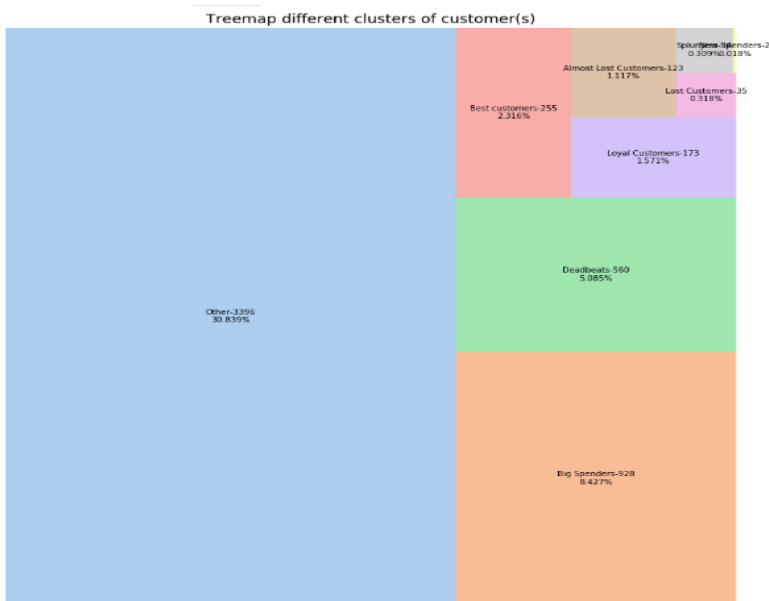 Treemap different clusters of customer(s)
Other-3396
30.839%
Best customers-255
2.316%
Almost Lost Customers-123
1.117%
0.309%
0.018%
Lost Customers-35
0.318%
Loyal Customers-173
1.571%
Deadbeats-560
5.085%
Big Spenders-928
8.427%